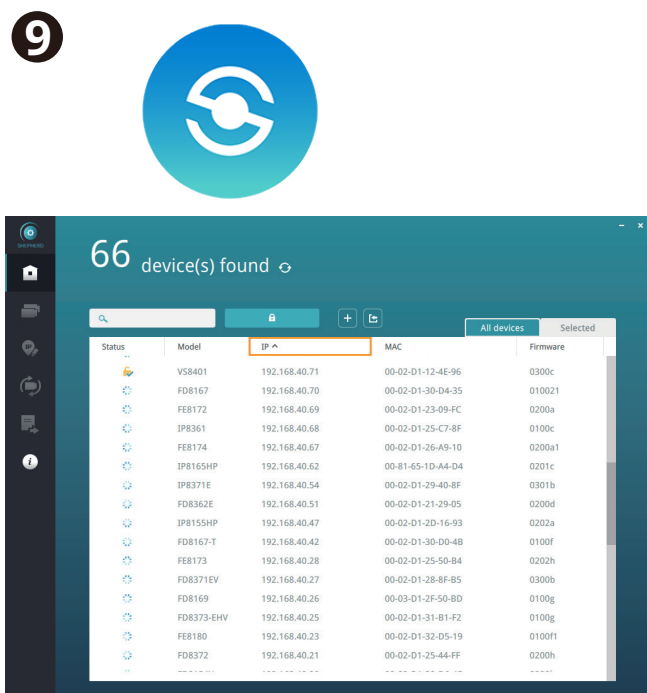 9
SHEPHERD
66 device(s) found
All devices Selected
Status Model IP MAC Firmware
VS8401 192.168.40.71 00-02-D1-12-4E-96 0300c
FD8167 192.168.40.70 00-02-D1-30-D4-35 010021
FE8172 192.168.40.69 00-02-D1-23-09-FC 0200a
IP8361 192.168.40.68 00-02-D1-25-C7-8F 0100c
FE8174 192.168.40.67 00-02-D1-26-A9-10 0200a1
IP8165HP 192.168.40.62 00-81-65-1D-A4-D4 0201c
IP8371E 192.168.40.54 00-02-D1-29-40-8F 0301b
FD8362E 192.168.40.51 00-02-D1-21-29-05 0200d
IP8155HP 192.168.40.47 00-02-D1-2D-16-93 0202a
FD8167-T 192.168.40.42 00-02-D1-30-D0-4B 0100f
FE8173 192.168.40.28 00-02-D1-25-50-B4 0202h
FD8371EV 192.168.40.27 00-02-D1-28-8F-B5 0300b
FD8169 192.168.40.26 00-03-D1-2F-50-BD 0100g
FD8373-EHV 192.168.40.25 00-02-D1-31-B1-F2 0100g
FE8180 192.168.40.23 00-02-D1-32-D5-19 0100f1
FD8372 192.168.40.21 00-02-D1-25-44-FF 0200h